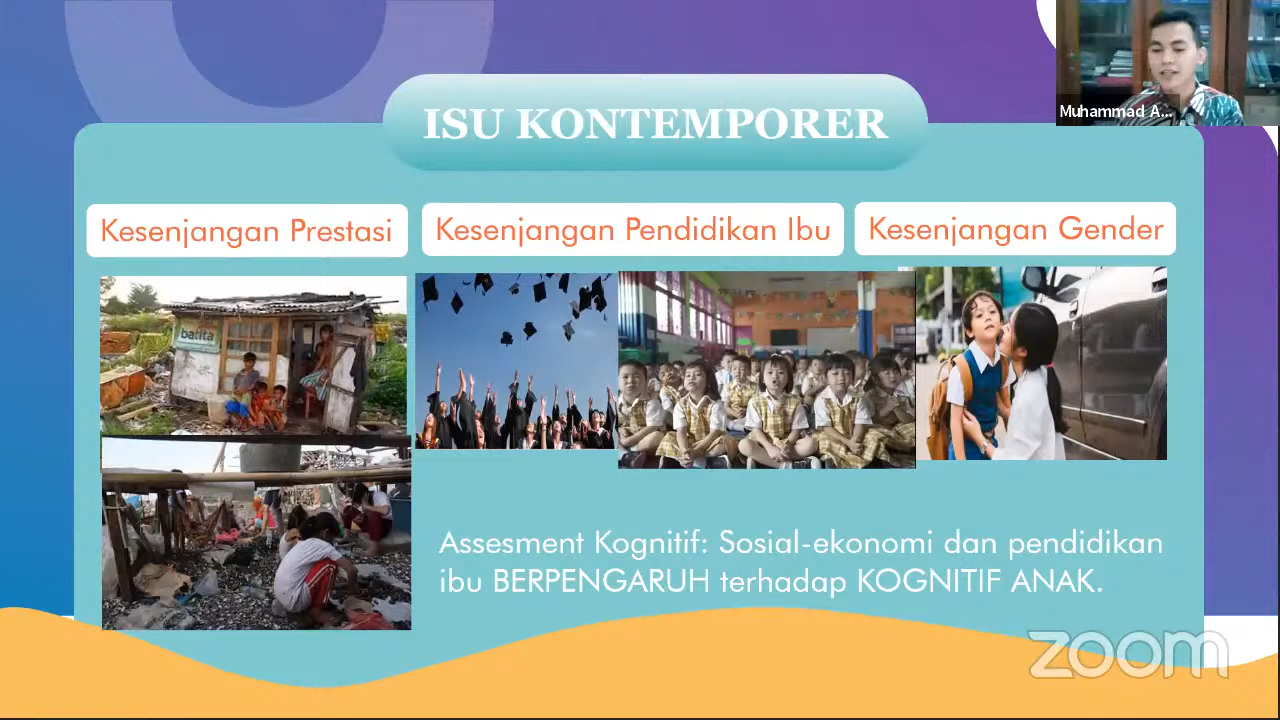 ISU KONTEMPORER
Muhammad A...
Kesenjangan Prestasi
Kesenjangan Pendidikan Ibu
Kesenjangan Gender
batita
Assesment Kognitif: Sosial-ekonomi dan pendidikan
ibu BERPENGARUH terhadap KOGNITIF ANAK.
zoom